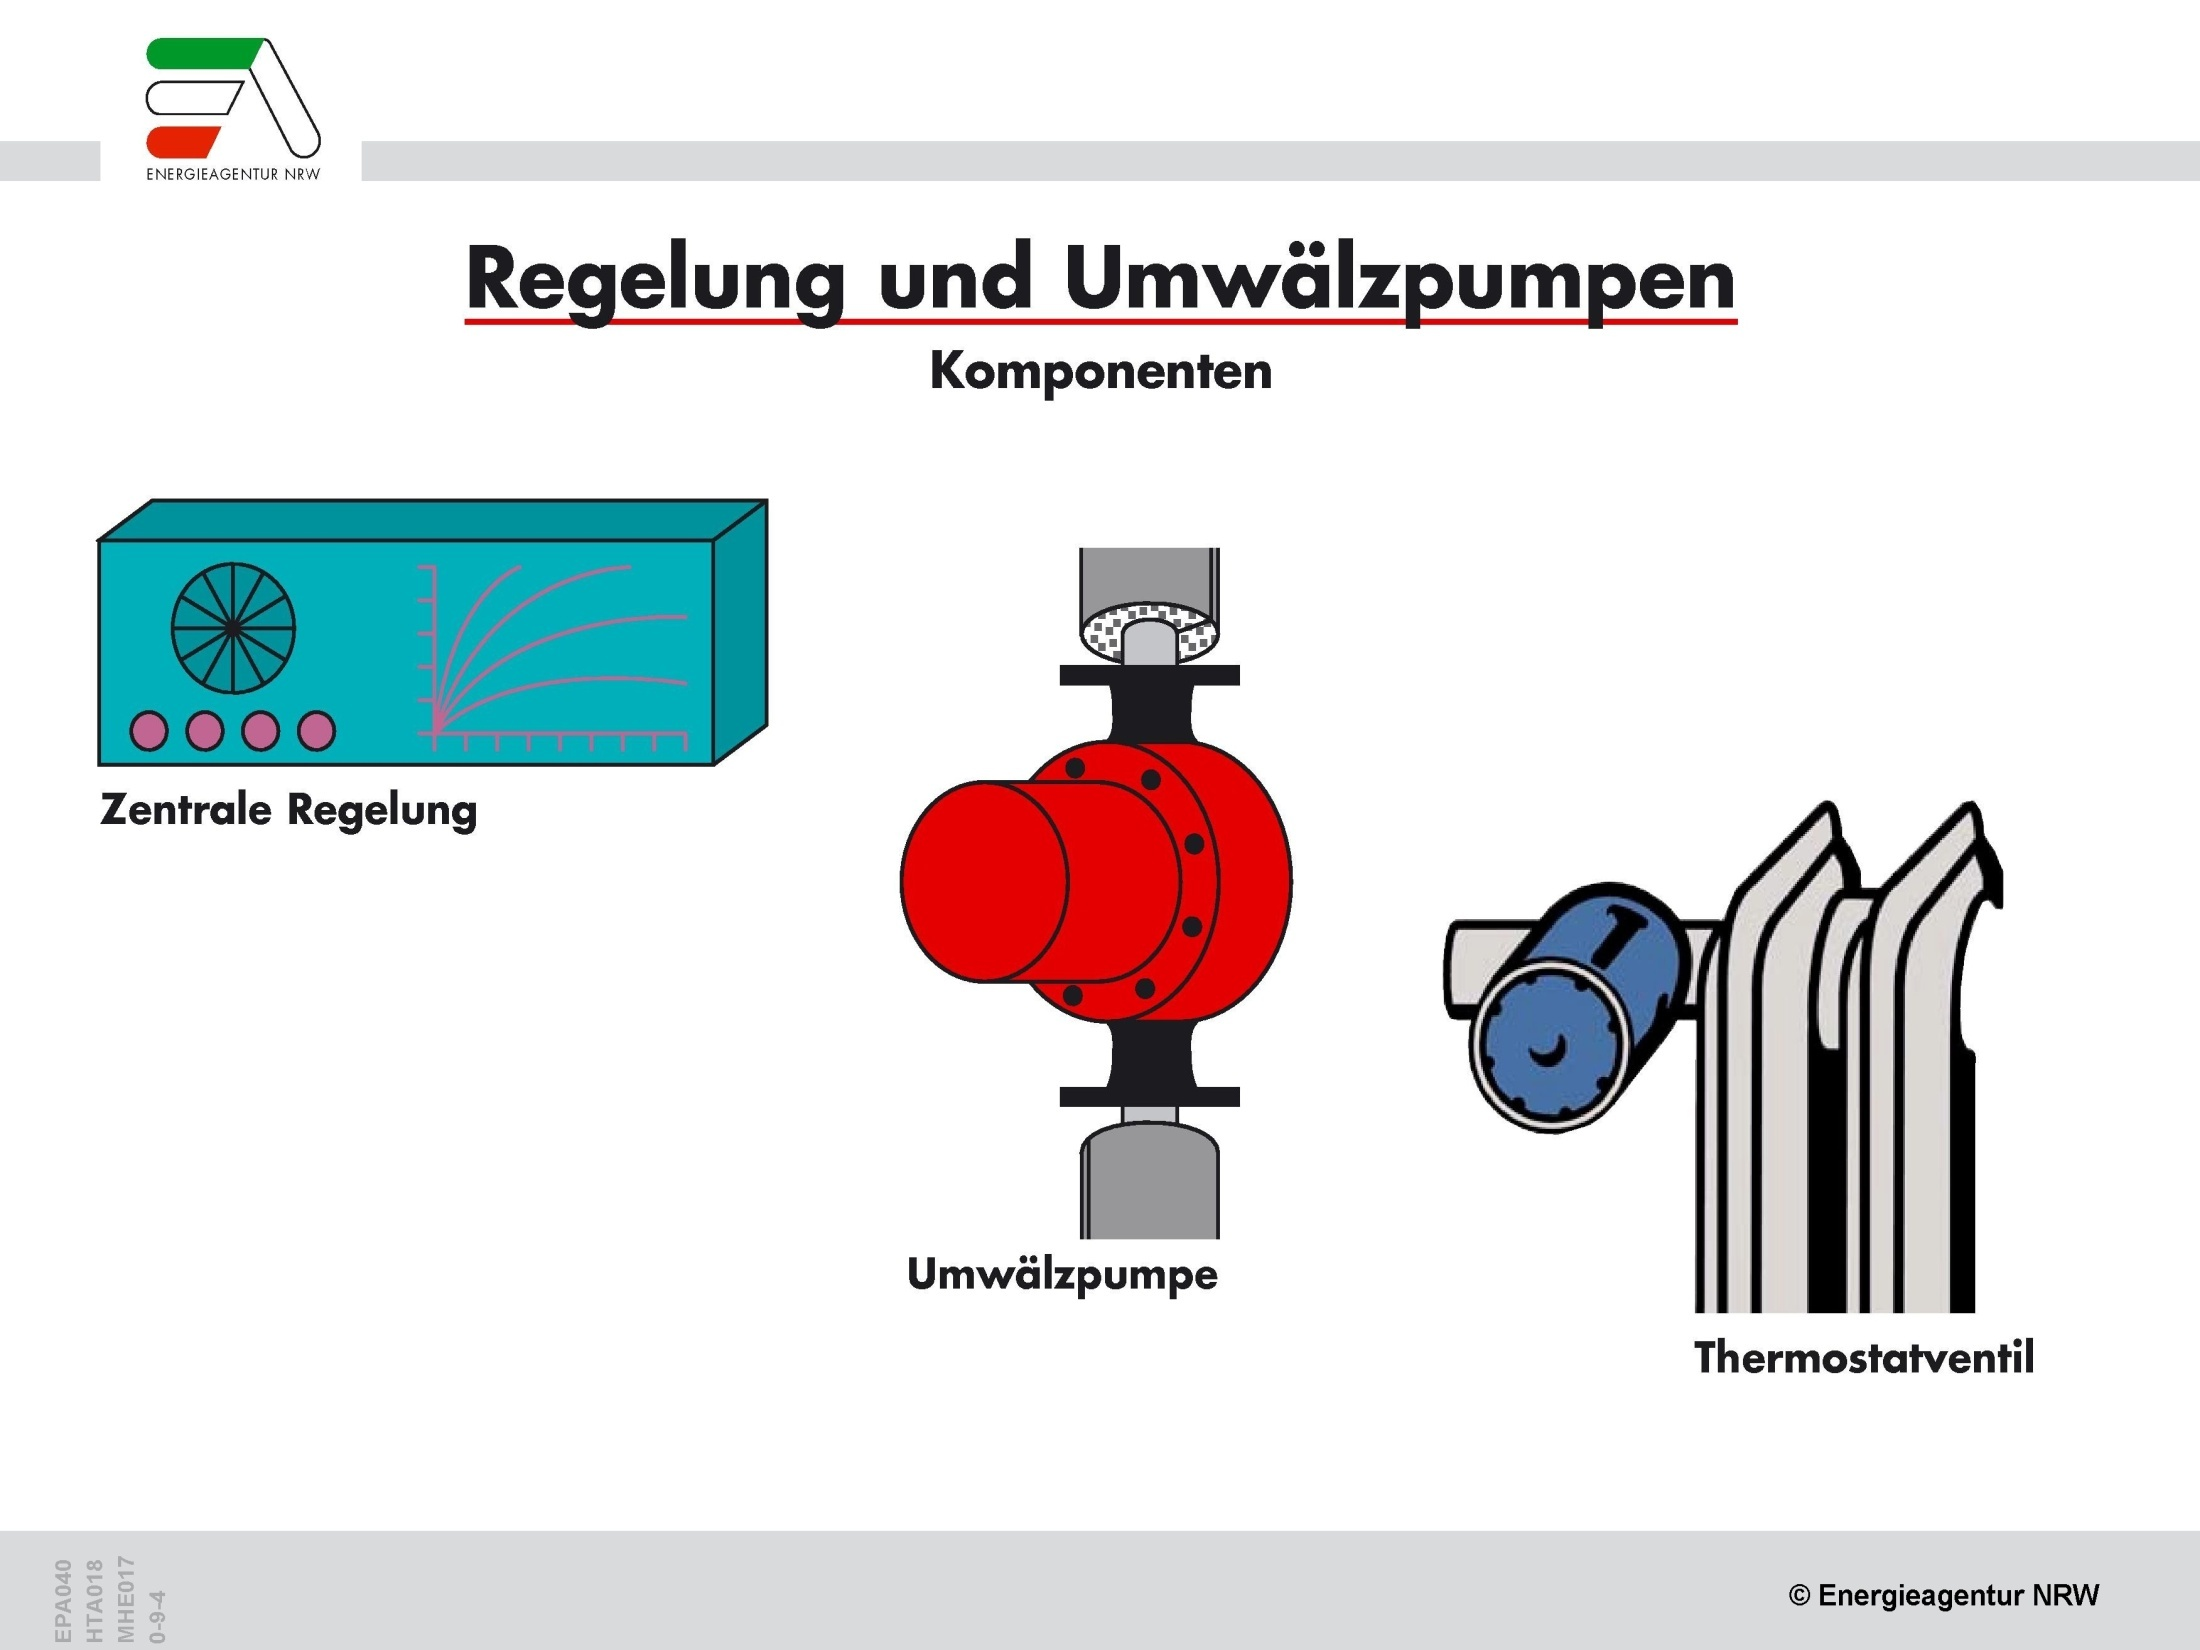 ENERGIEAGENTUR NRW
Regelung und Umwälzpumpen
Komponenten
Zentrale Regelung
Umwälzpumpe
Thermostatventil
EPA040
HTA018
MHE017
0-9-4
© Energieagentur NRW